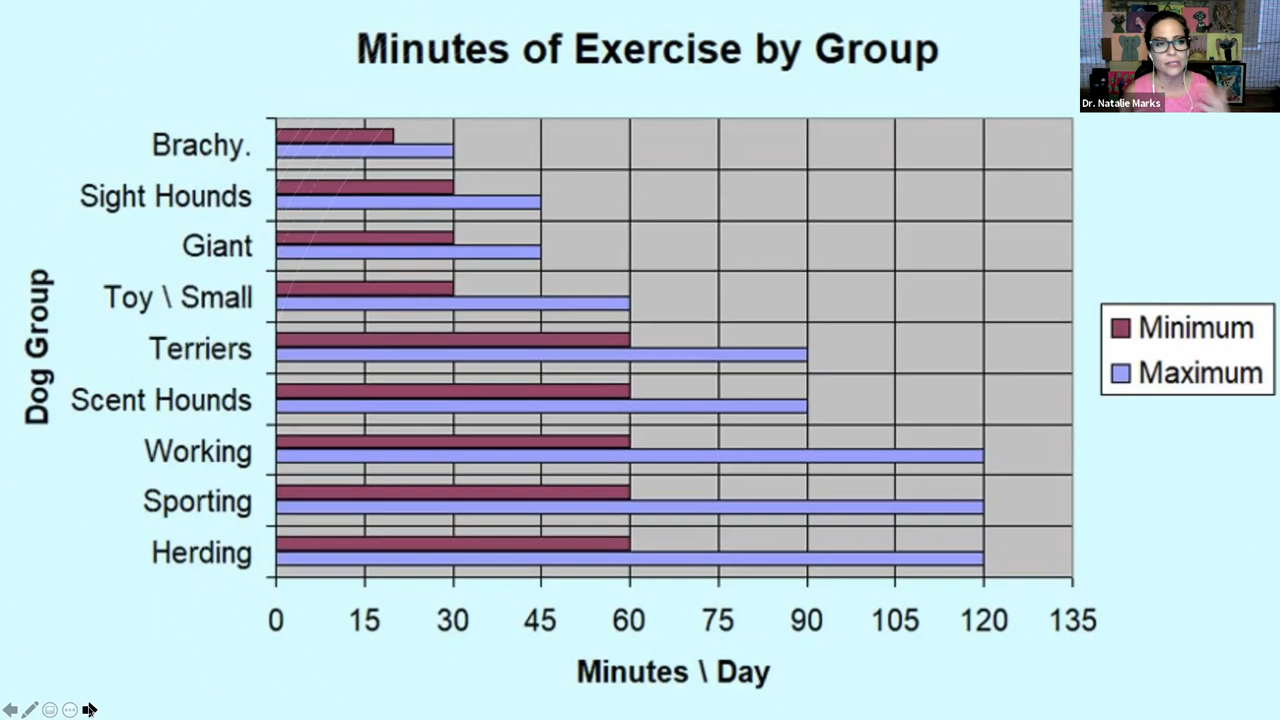 Minutes of Exercise by Group
Dr. Natalie Marks
Dog Group
Brachy.
Sight Hounds
Giant
Toy \ Small
Terriers
Scent Hounds
Working
Sporting
Herding
0 15 30 45 60 75 90 105 120 135
Minutes \ Day
Minimum
Maximum